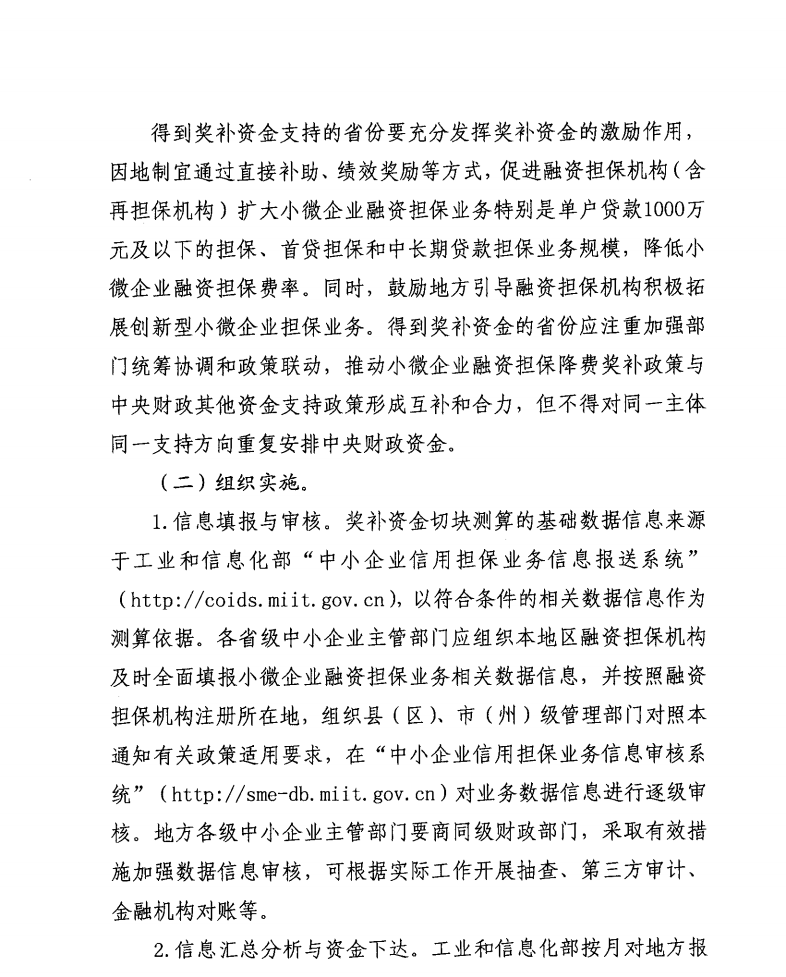 得到奖补资金支持的省份要充分发挥奖补资金的激励作用，
因地制宜通过直接补助、绩效奖励等方式，促进融资担保机构（含
再担保机构）扩大小微企业融资担保业务特别是单户贷款1000万
元及以下的担保、首贷担保和中长期贷款担保业务规模，降低小
微企业融资担保费率。同时，鼓励地方引导融资担保机构积极拓
展创新型小微企业担保业务。得到奖补资金的省份应注重加强部
门统筹协调和政策联动，推动小微企业融资担保降费奖补政策与
中央财政其他资金支持政策形成互补和合力，但不得对同一主体
同一支持方向重复安排中央财政资金。
（二）组织实施。
1.信息填报与审核。奖补资金切块测算的基础数据信息来源
于工业和信息化部“中小企业信用担保业务信息报送系统”
（http://coids.miit.gov.cn），以符合条件的相关数据信息作为
测算依据。各省级中小企业主管部门应组织本地区融资担保机构
及时全面填报小微企业融资担保业务相关数据信息，并按照融资
担保机构注册所在地，组织县（区）、市（州）级管理部门对照本
通知有关政策适用要求，在“中小企业信用担保业务信息审核系
统”（http://sme-db.miit.gov.cn）对业务数据信息进行逐级审
核。地方各级中小企业主管部门要商同级财政部门，采取有效措
施加强数据信息审核，可根据实际工作开展抽查、第三方审计、
金融机构对账等。
2.信息汇总分析与资金下达。工业和信息化部按月对地方报